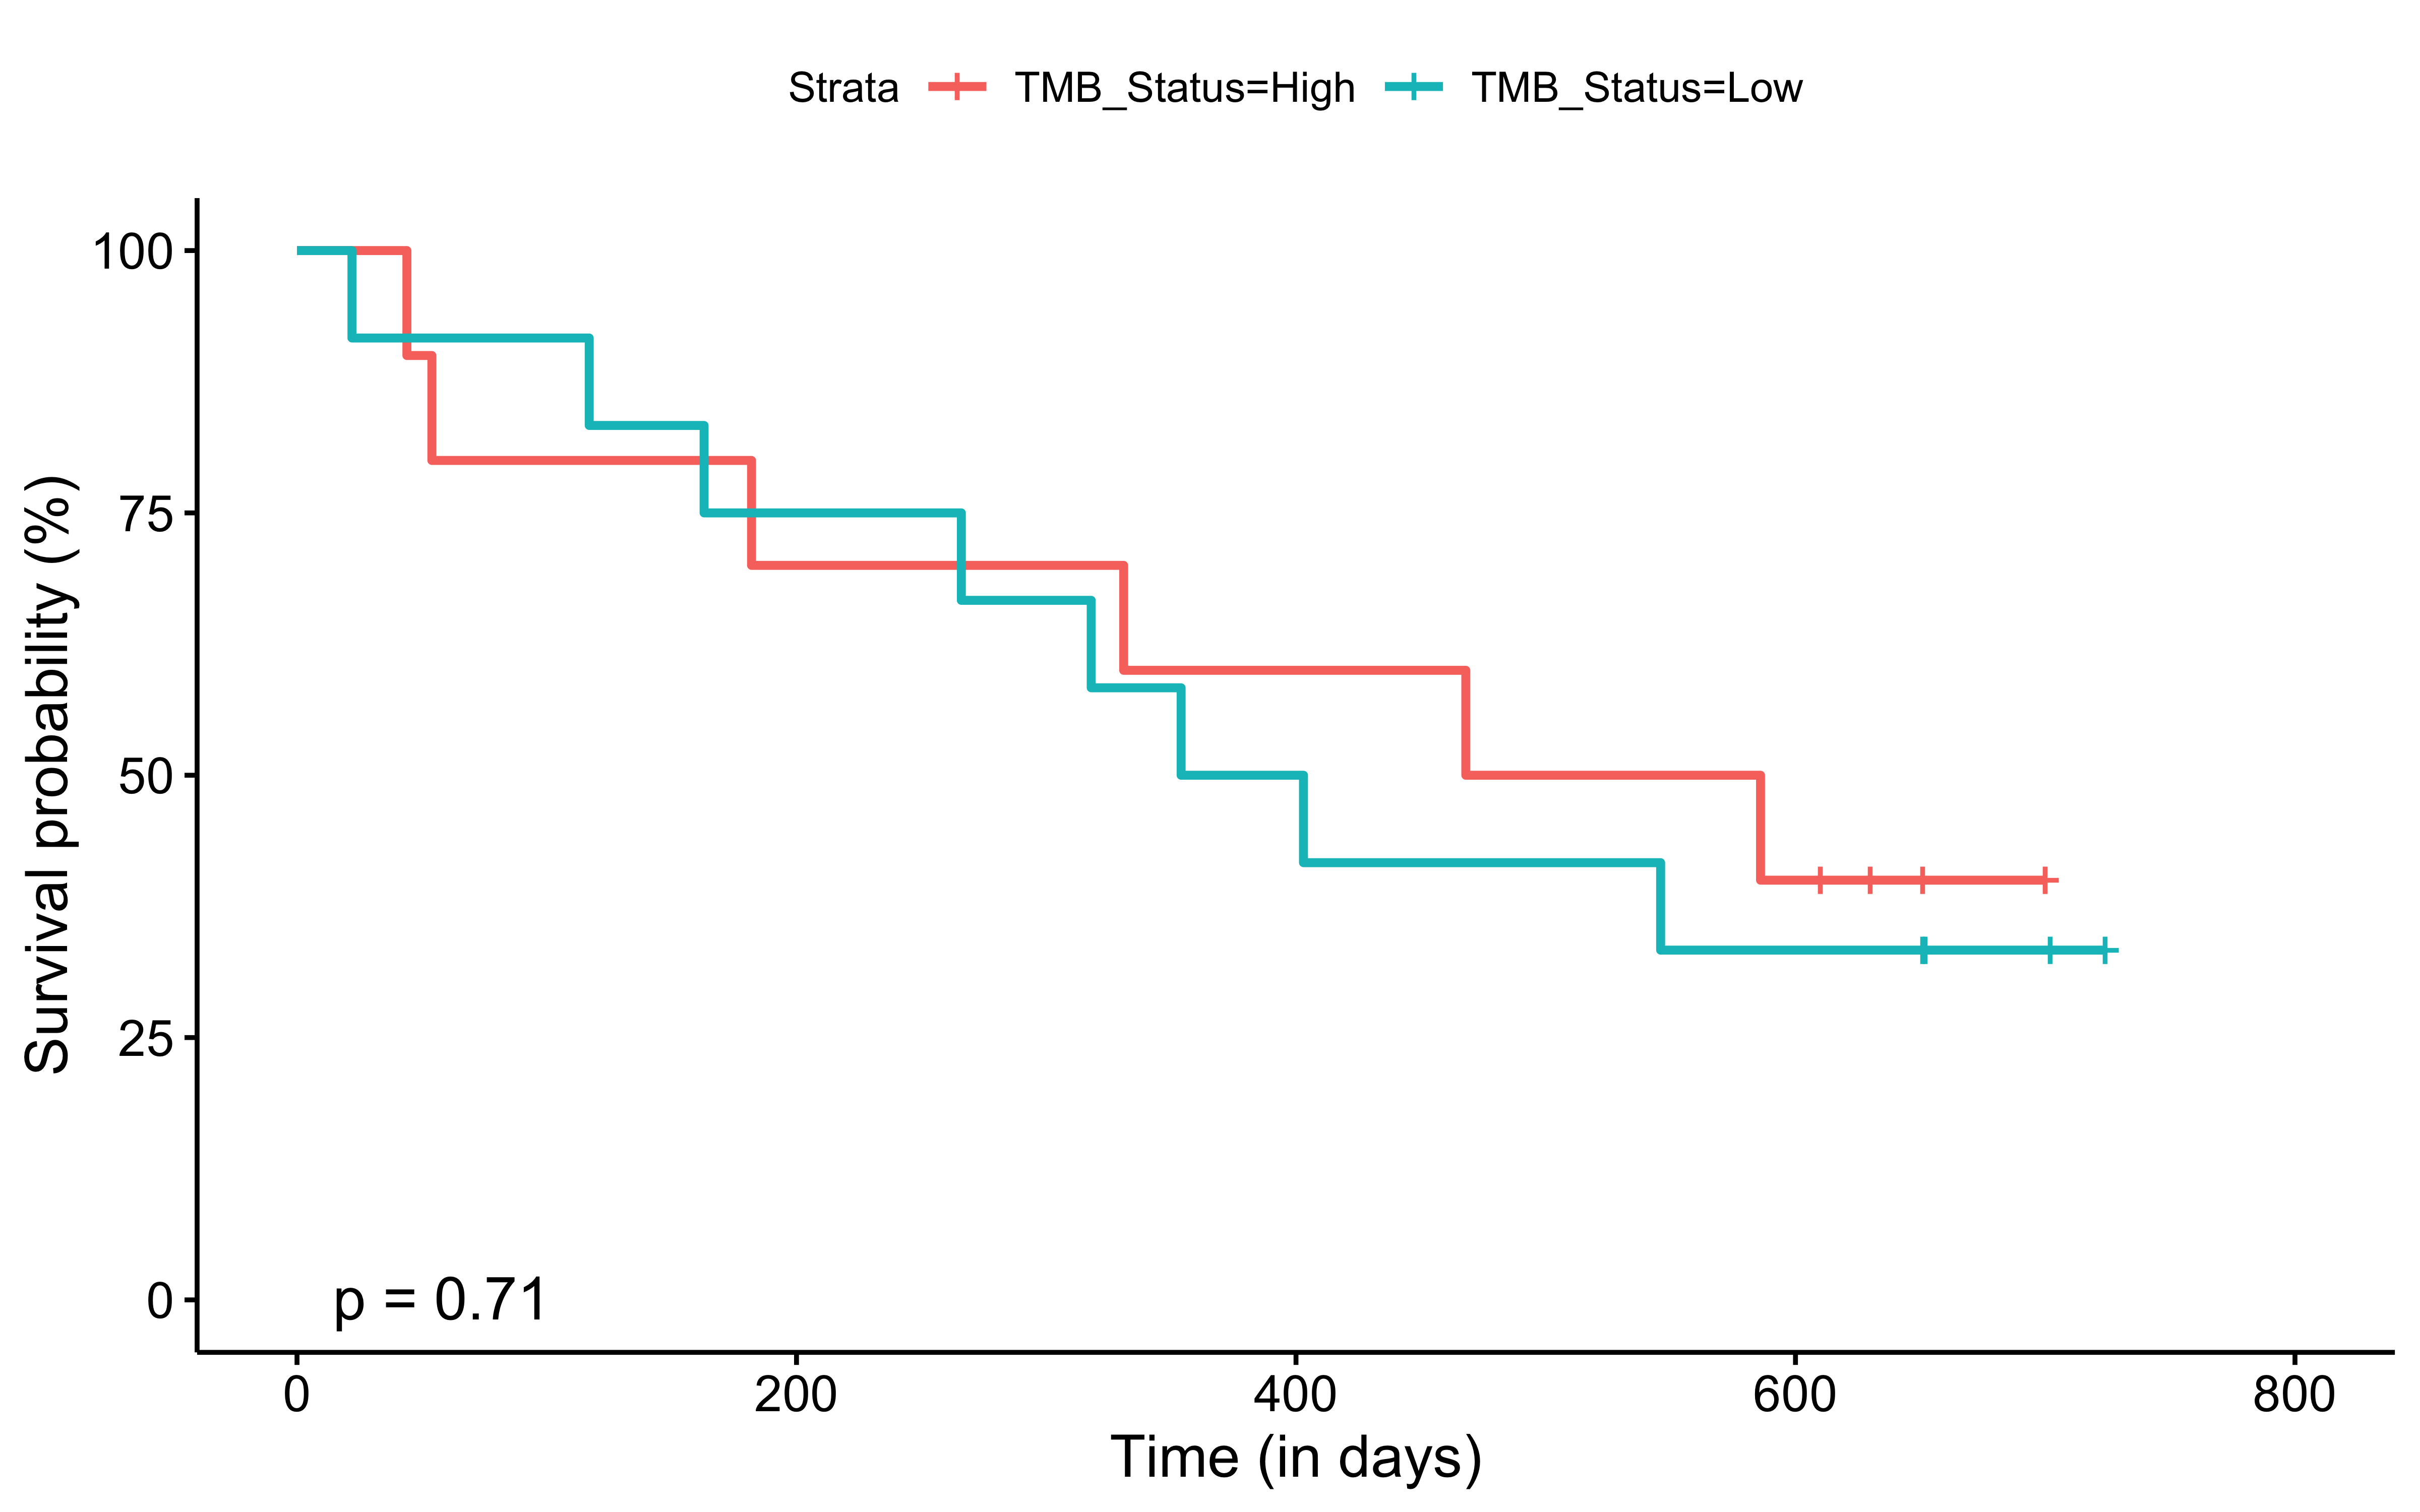 Strata TMB_Status=High TMB_Status=Low
Survival probability (%)
100
75
50
25
0
p = 0.71
0 200 400 600 800
Time (in days)